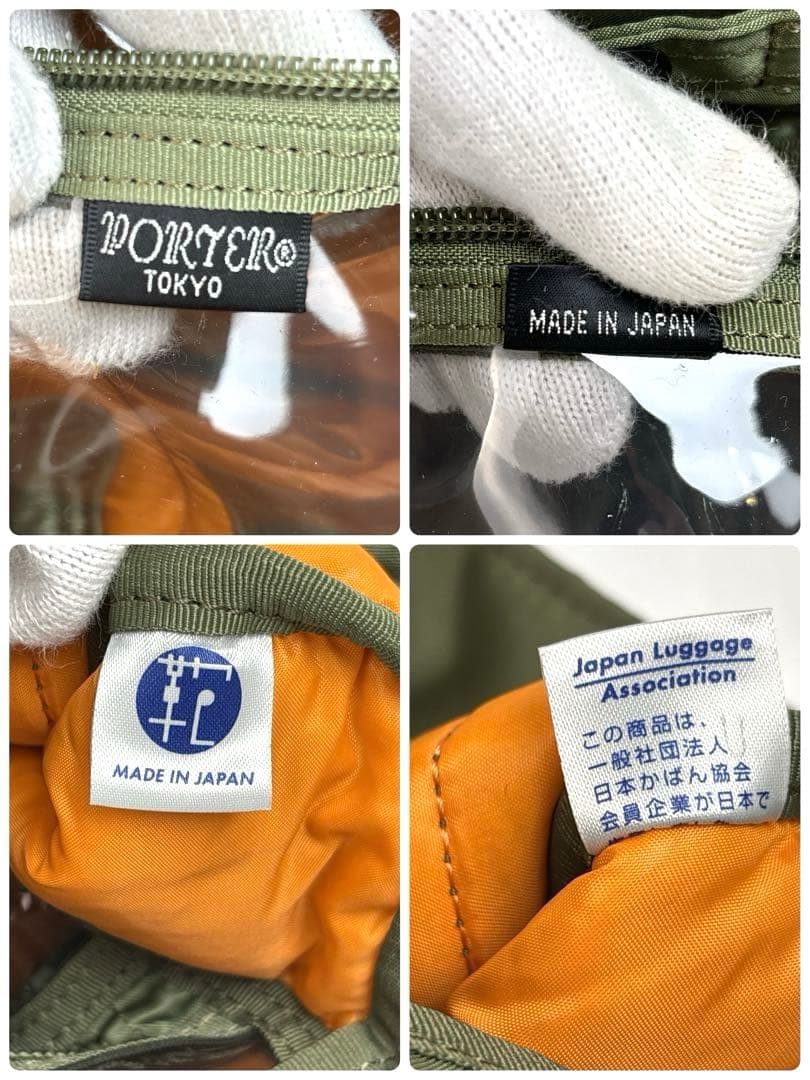 PORTER®
TOKYO
MADE IN JAPAN
鞄
MADE IN JAPAN
Japan Luggage
Association
この商品は、
一般社団法人
日本かばん協会
会員企業が日本で